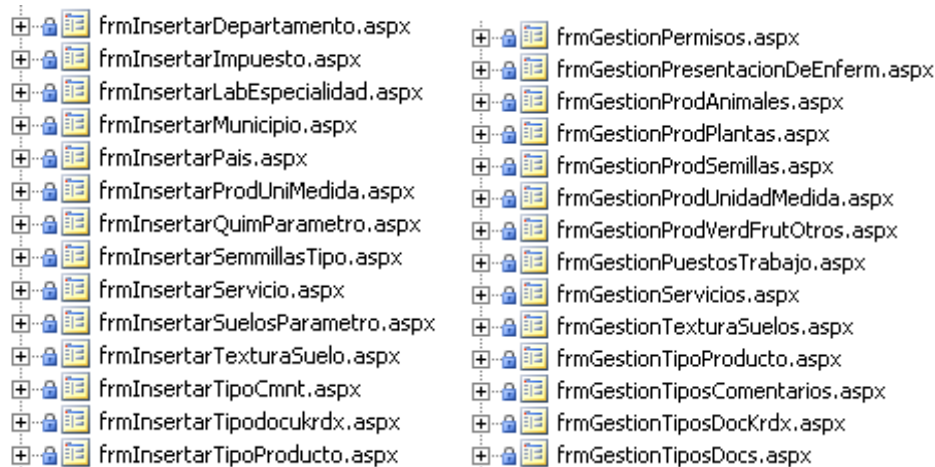 frmInsertarDepartamento.aspx
frmInsertarImpuesto.aspx
frmInsertarLabEspecialidad.aspx
frmInsertarMunicipio.aspx
frmInsertarPais.aspx
frmInsertarProdUniMedida.aspx
frmInsertarQuimParametro.aspx
frmInsertarSemmillasTipo.aspx
frmInsertarServicio.aspx
frmInsertarSuelosParametro.aspx
frmInsertarTexturaSuelo.aspx
frmInsertarTipoCmnt.aspx
frmInsertarTipodocukrdx.aspx
frmInsertarTipoProducto.aspx
frmGestionPermisos.aspx
frmGestionPresentacionDeEnferm.aspx
frmGestionProdAnimales.aspx
frmGestionProdPlantas.aspx
frmGestionProdSemillas.aspx
frmGestionProdUnidadMedida.aspx
frmGestionProdVerdFrutOtros.aspx
frmGestionPuestosTrabajo.aspx
frmGestionServicios.aspx
frmGestionTexturaSuelos.aspx
frmGestionTipoProducto.aspx
frmGestionTiposComentarios.aspx
frmGestionTiposDocKrdx.aspx
frmGestionTiposDocs.aspx